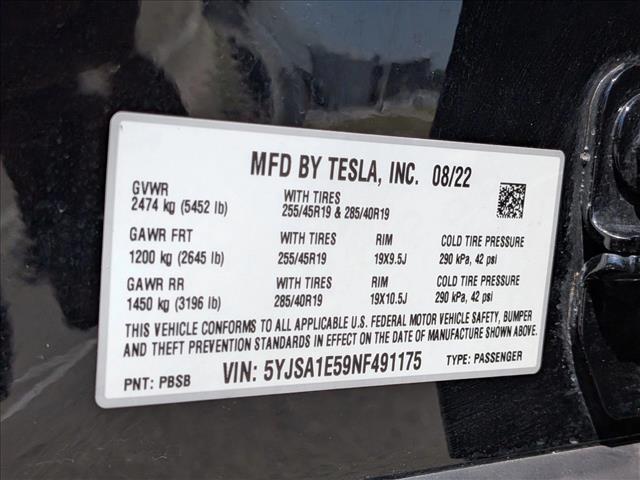 MFD BY TESLA, INC. 08/22
GVWR WITH TIRES
2474 kg (5452 lb) 255/45R19 & 285/40R19
GAWR FRT WITH TIRES RIM COLD TIRE PRESSURE
1200 kg (2645 lb) 255/45R19 19X9.5J 290 kPa, 42 psi
GAWR RR WITH TIRES RIM COLD TIRE PRESSURE
1450 kg (3196 lb) 285/40R19 19X10.5J 290 kPa, 42 psi
THIS VEHICLE CONFORMS TO ALL APPLICABLE U.S. FEDERAL MOTOR VEHICLE SAFETY, BUMPER
AND THEFT PREVENTION STANDARDS IN EFFECT ON THE DATE OF MANUFACTURE SHOWN ABOVE.
PNT: PBSB VIN: 5YJSA1E59NF491175 TYPE: PASSENGER